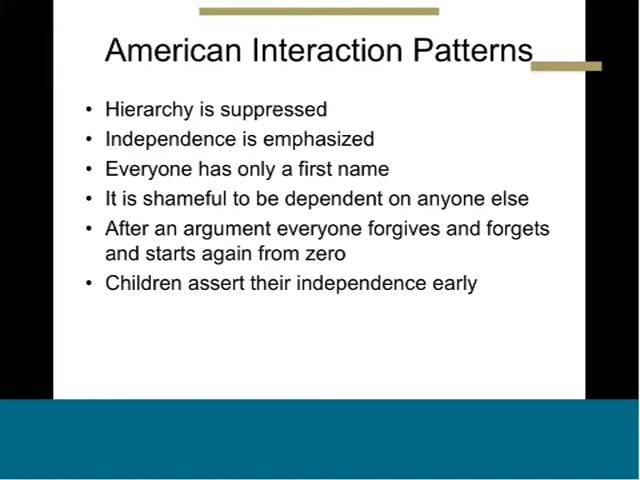 American Interaction Patterns
• Hierarchy is suppressed
• Independence is emphasized
• Everyone has only a first name
• It is shameful to be dependent on anyone else
• After an argument everyone forgives and forgets
and starts again from zero
• Children assert their independence early